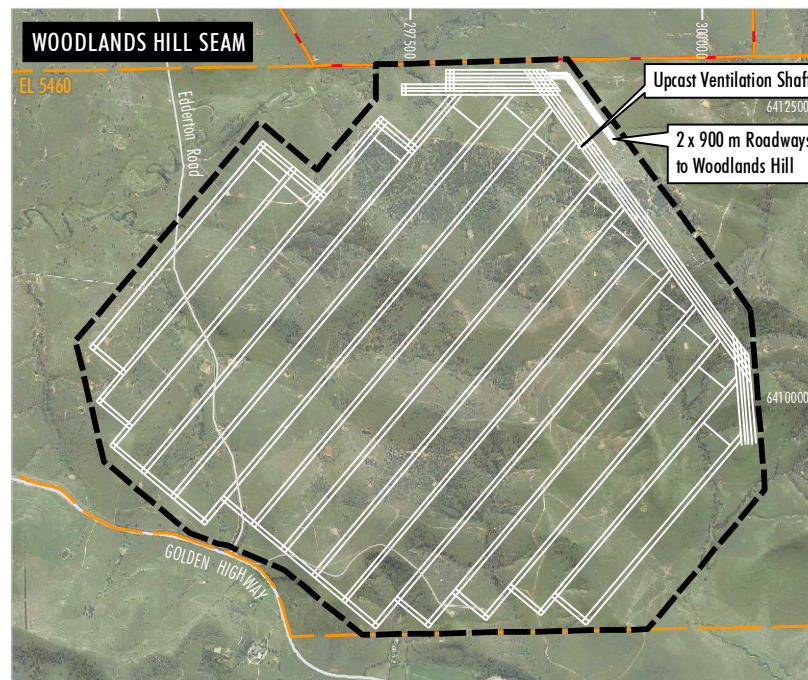 WOODLANDS HILL SEAM
297500
300000
EL 5460
Upcast Ventilation Shaf
6412500
Edderton Road
2 x 900 m Roadways
to Woodlands Hill
6410000
GOLDEN HIGHWAY